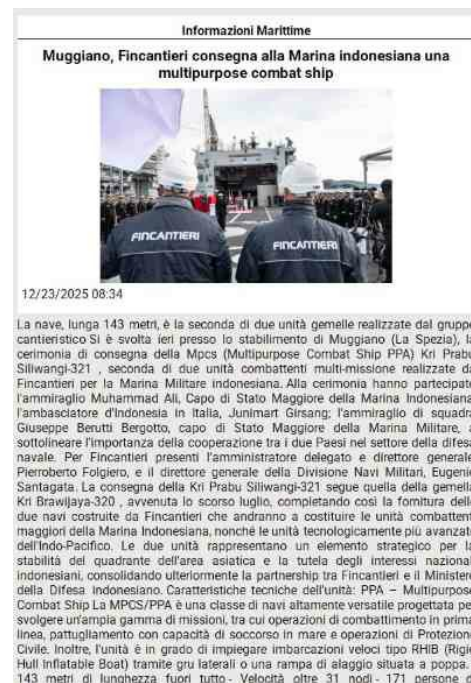 Informazioni Marittime
Muggiano, Fincantieri consegna alla Marina indonesiana una
multipurpose combat ship
FINCANTIERI
FINCANTIERI
12/23/2025 08:34
La nave, lunga 143 metri, è la seconda di due unità gemelle realizzate dal gruppo
cantieristico Si è svolta ieri presso lo stabilimento di Muggiano (La Spezia), la
cerimonia di consegna della Mpcs (Multipurpose Combat Ship PPA) Kri Prabu
Siliwangi-321 , seconda di due unità combattenti multi-missione realizzate da
Fincantieri per la Marina Militare indonesiana. Alla cerimonia hanno partecipato
l'ammiraglio Muhammad Ali, Capo di Stato Maggiore della Marina Indonesiana,
l'ambasciatore d'Indonesia in Italia, Junimart Girsang; l'ammiraglio di squadra
Giuseppe Berutti Bergotto, capo di Stato Maggiore della Marina Militare, a
sottolineare l'importanza della cooperazione tra i due Paesi nel settore della difesa
navale. Per Fincantieri presenti l'amministratore delegato e direttore generale,
Pierroberto Folgiero, e il direttore generale della Divisione Navi Militari, Eugenio
Santagata. La consegna della Kri Prabu Siliwangi-321 segue quella della gemella
Kri Brawijaya-320 , avvenuta lo scorso luglio, completando così la fornitura delle
due navi costruite da Fincantieri che andranno a costituire le unità combattenti
maggiori della Marina Indonesiana, nonché le unità tecnologicamente più avanzate
dell'Indo-Pacifico. Le due unità rappresentano un elemento strategico per la
stabilità del quadrante dell'area asiatica e la tutela degli interessi nazionali
indonesiani, consolidando ulteriormente la partnership tra Fincantieri e il Ministero
della Difesa indonesiano. Caratteristiche tecniche dell'unità: PPA – Multipurpose
Combat Ship La MPCS/PPA è una classe di navi altamente versatile progettata per
svolgere un'ampia gamma di missioni, tra cui operazioni di combattimento in prima
linea, pattugliamento con capacità di soccorso in mare e operazioni di Protezione
Civile. Inoltre, l'unità è in grado di impiegare imbarcazioni veloci tipo RHIB (Rigid
Hull Inflatable Boat) tramite gru laterali o una rampa di alaggio situata a poppa. -
143 metri di lunghezza fuori tutto - Velocità oltre 31 nodi - 171 persone di